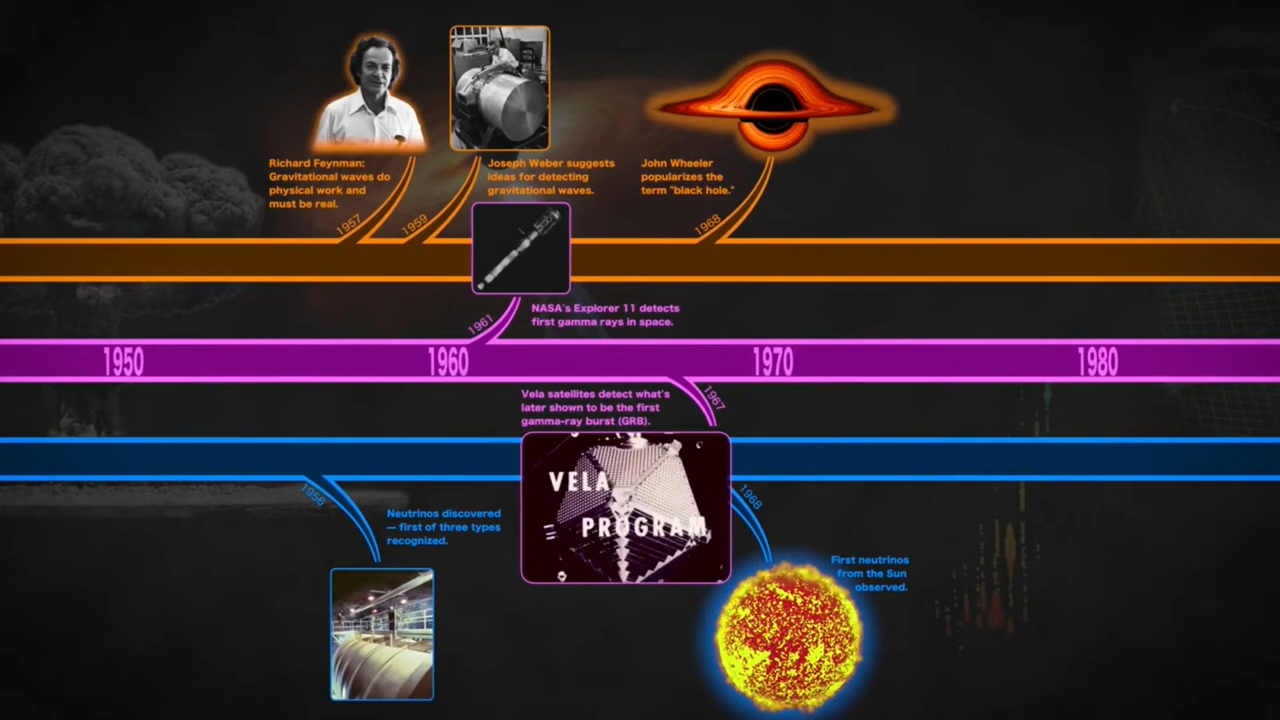 Richard Feynman:
Gravitational waves do
physical work and
must be real.
1957
Joseph Weber suggests
ideas for detecting
gravitational waves.
1959
John Wheeler
popularizes the
term "black hole."
1968
NASA's Explorer 11 detects
first gamma rays in space.
1961
1950
1960
1970
1980
Vela satellites detect what's
later shown to be the first
gamma-ray burst (GRB).
1967
VELA
PROGRAM
1956
Neutrinos discovered
— first of three types
recognized.
1968
First neutrinos
from the Sun
observed.